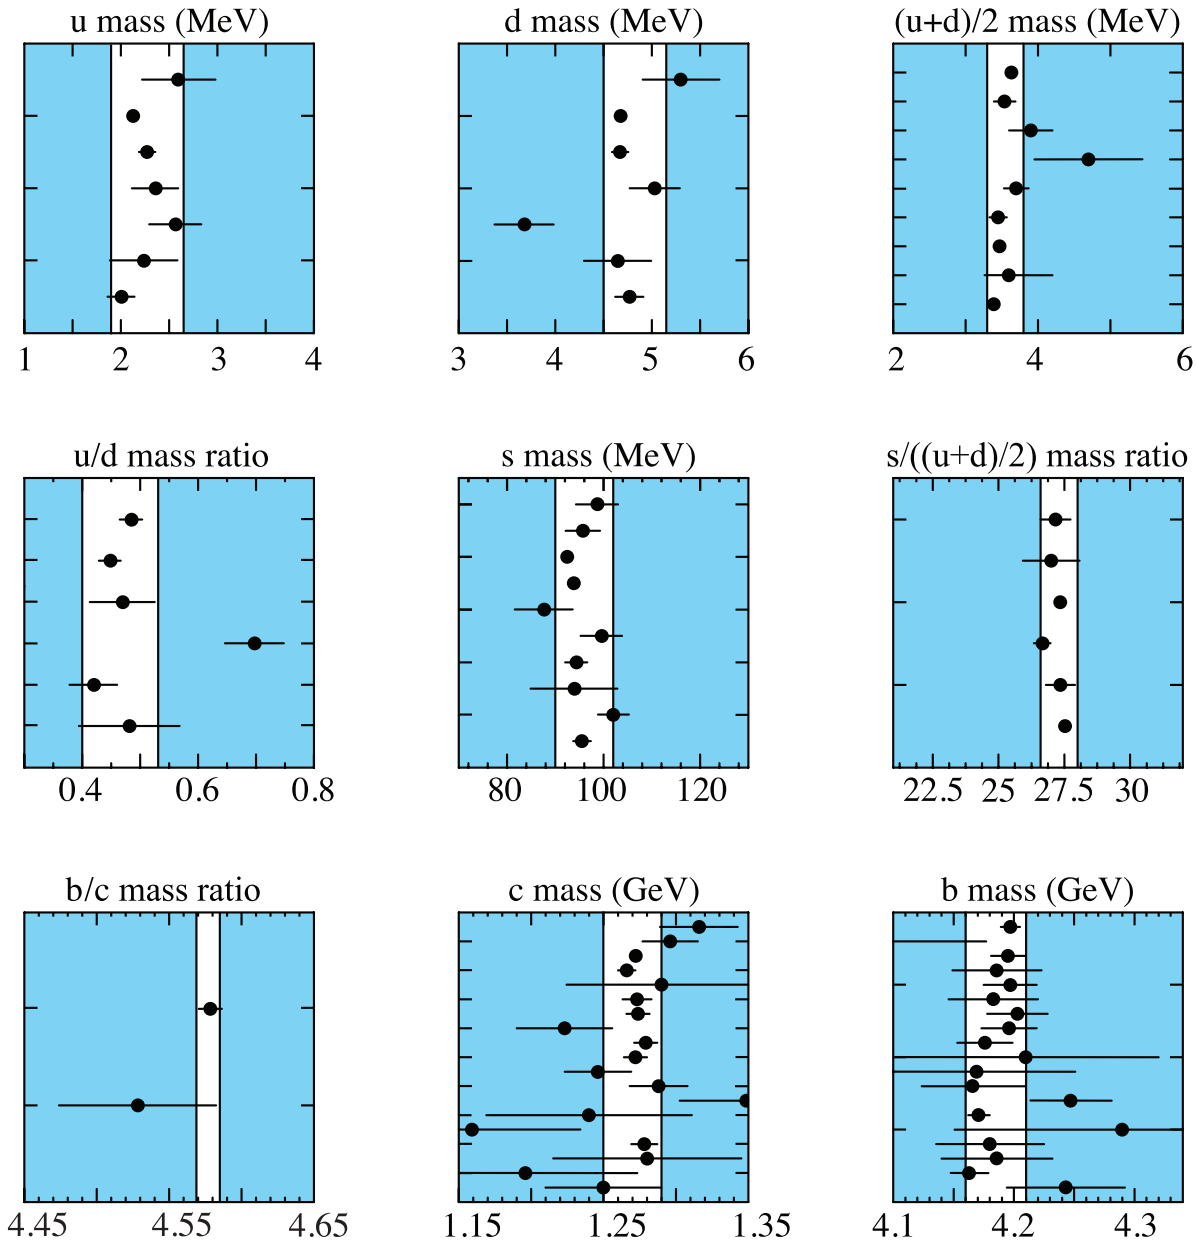 u mass (MeV) d mass (MeV) (u+d)/2 mass (MeV)
1 2 3 4 3 4 5 6 2 4 6
u/d mass ratio s mass (MeV) s/((u+d)/2) mass ratio
0.4 0.6 0.8 80 100 120 22.5 25 27.5 30
b/c mass ratio c mass (GeV) b mass (GeV)
4.45 4.55 4.65 1.15 1.25 1.35 4.1 4.2 4.3